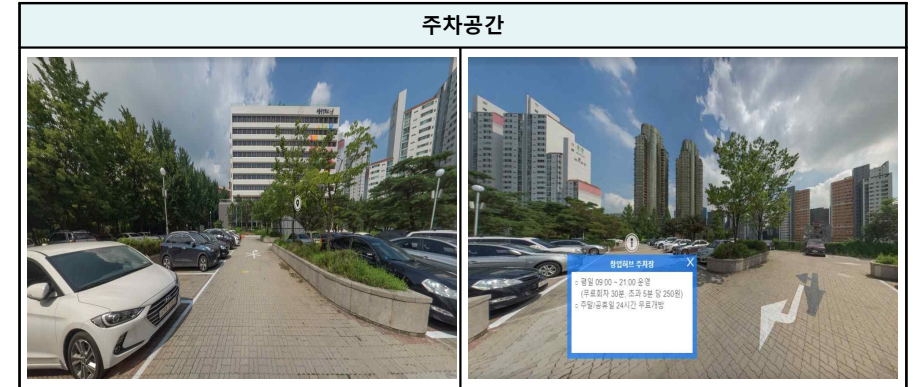 주차공간
창업허브 주차장 X
○ 평일 09:00 ~ 21:00 운영
(무료회차 30분, 초과 5분 당 250원)
○ 주말/공휴일 24시간 무료개방